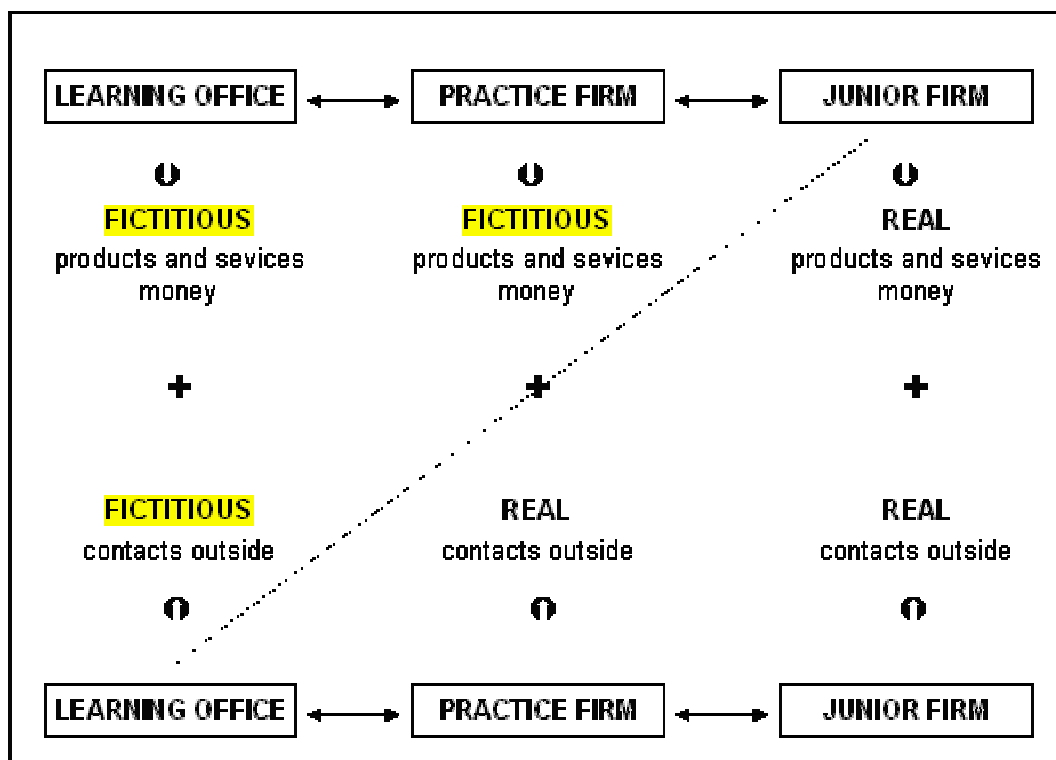 LEARNING OFFICE PRACTICE FIRM JUNIOR FIRM
FICTITIOUS FICTITIOUS REAL
products and sevices products and sevices products and sevices
money money money
+ + +
FICTITIOUS REAL REAL
contacts outside contacts outside contacts outside
LEARNING OFFICE PRACTICE FIRM JUNIOR FIRM